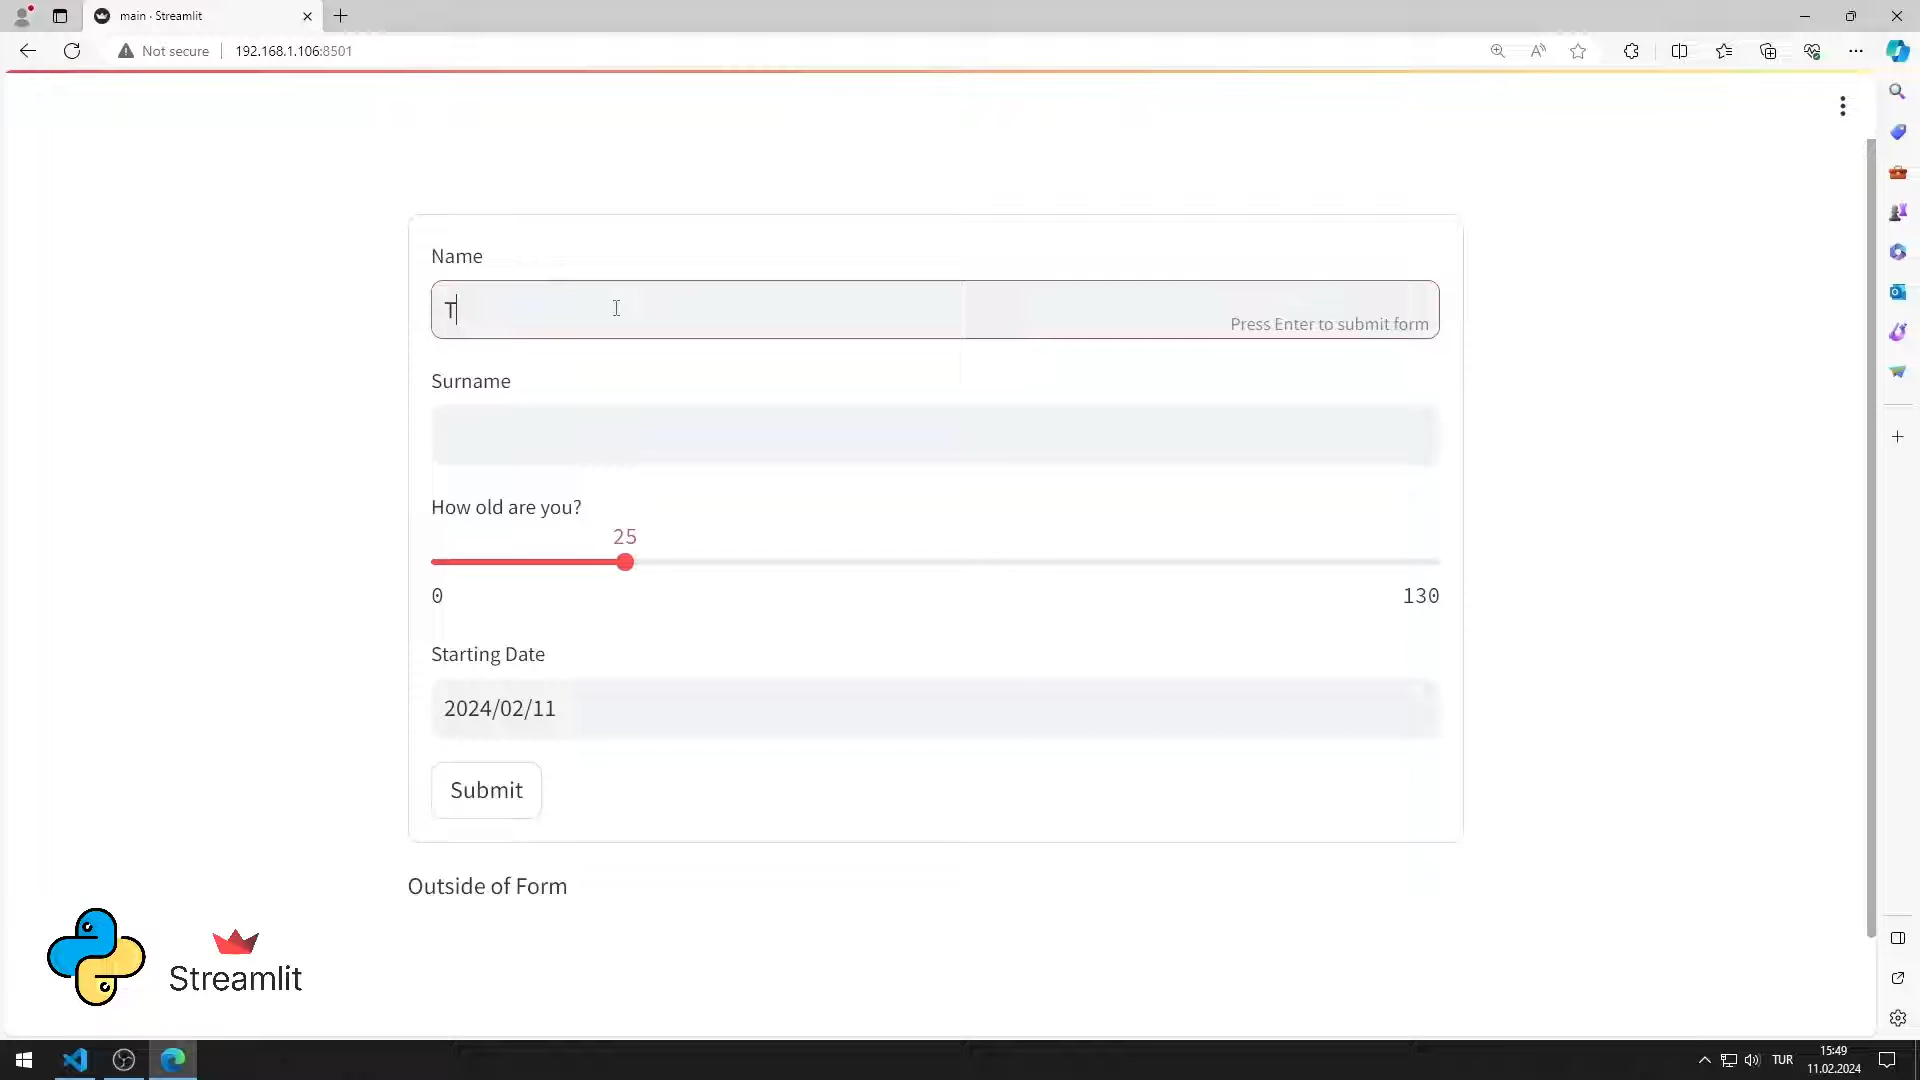 main · Streamlit
Not secure
192.168.1.106:8501
Name
T
Press Enter to submit form
Surname
How old are you?
25
0
130
Starting Date
2024/02/11
Submit
Outside of Form
Streamlit
TUR
15:49
11.02.2024